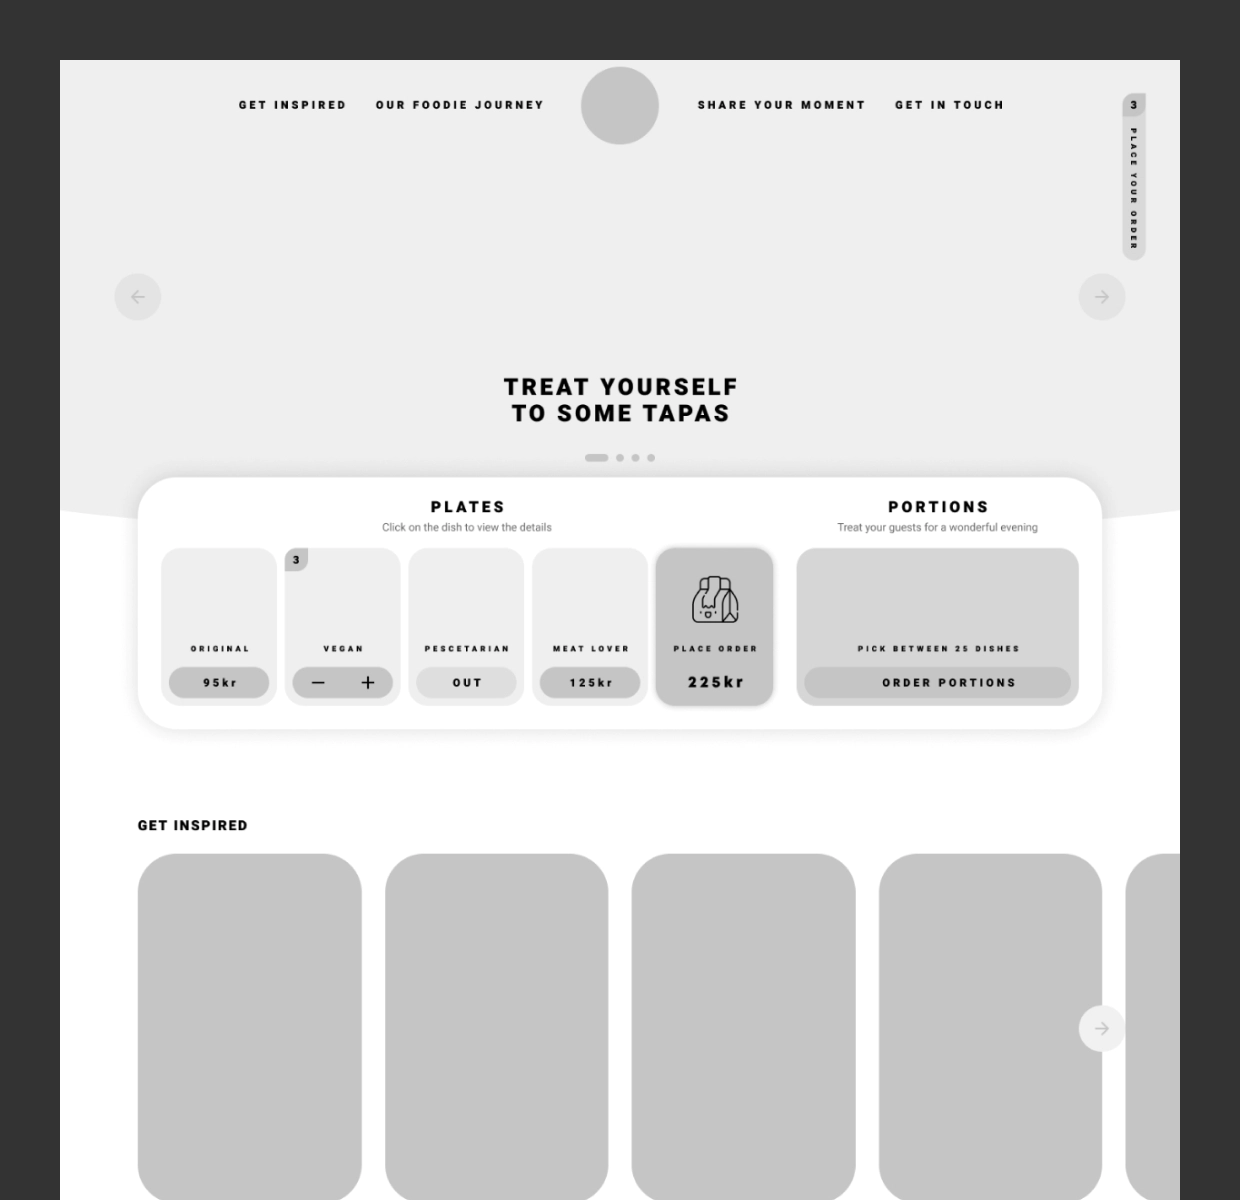 GET INSPIRED OUR FOODIE JOURNEY SHARE YOUR MOMENT GET IN TOUCH
3
PLACE YOUR ORDER
TREAT YOURSELF
TO SOME TAPAS
PLATES
Click on the dish to view the details
PORTIONS
Treat your guests for a wonderful evening
ORIGINAL
95kr
3
VEGAN
− +
PESCETARIAN
OUT
MEAT LOVER
125kr
PLACE ORDER
225kr
PICK BETWEEN 25 DISHES
ORDER PORTIONS
GET INSPIRED